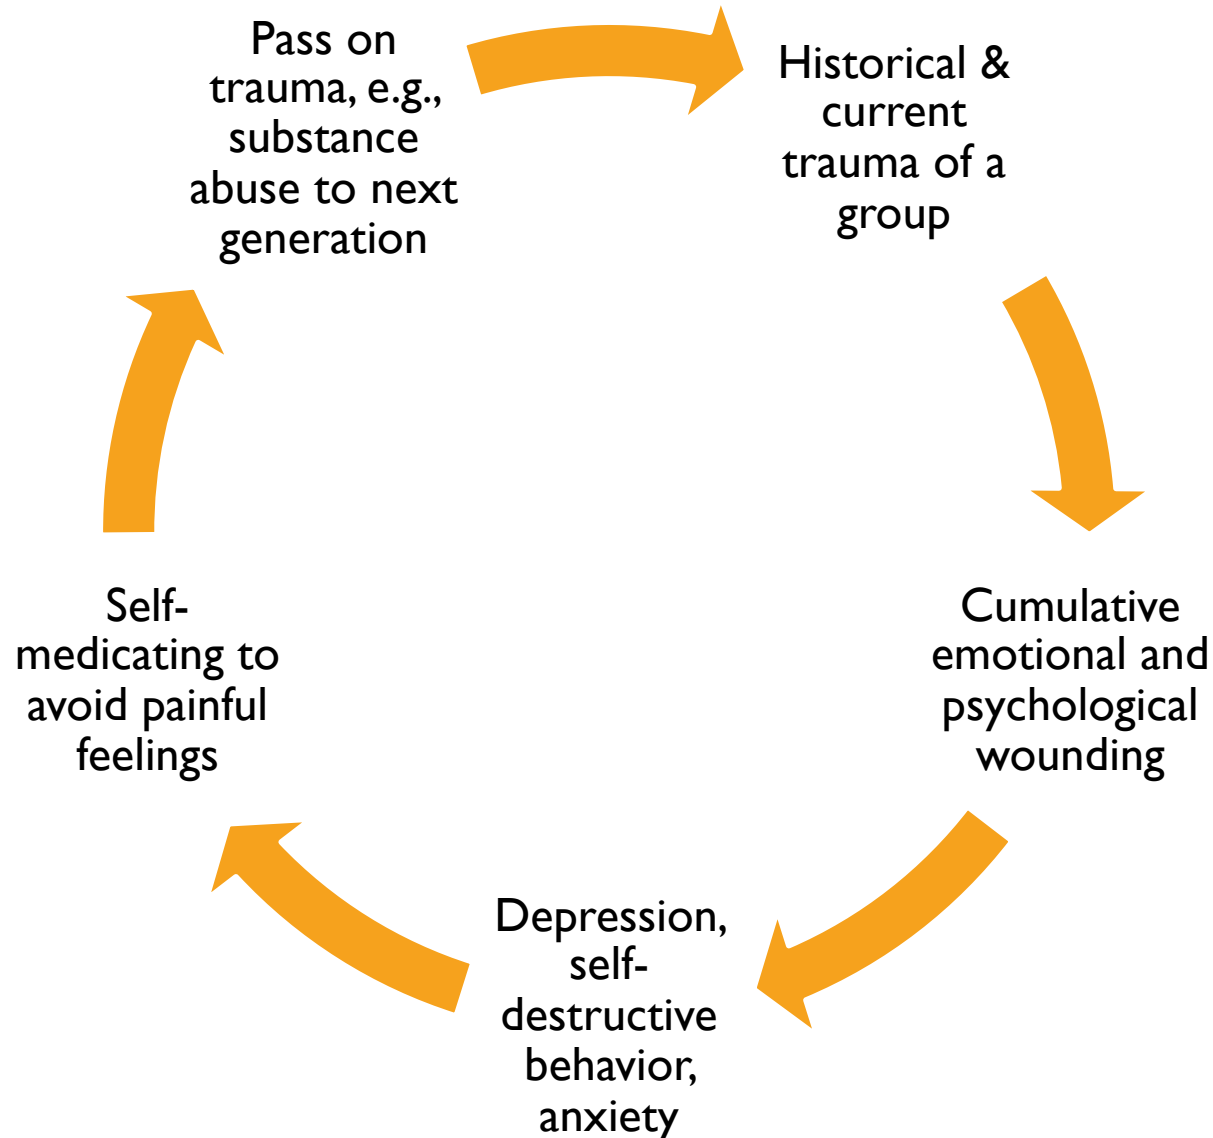 Pass on
trauma, e.g.,
substance
abuse to next
generation
Historical &
current
trauma of a
group
Cumulative
emotional and
psychological
wounding
Depression,
self-
destructive
behavior,
anxiety
Self-
medicating to
avoid painful
feelings